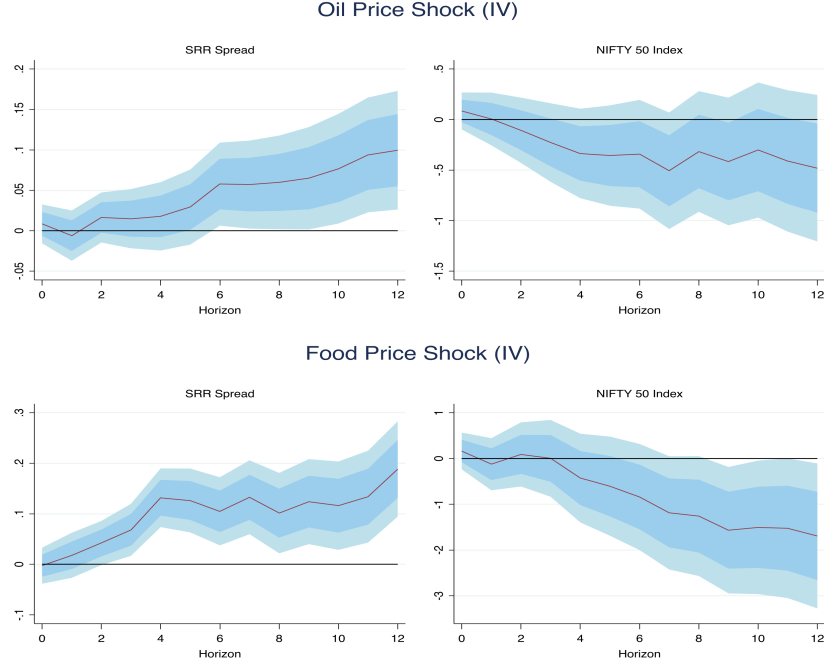 Oil Price Shock (IV)
SRR Spread
NIFTY 50 Index
.2
.15
.1
.05
0
-.05
0 2 4 6 8 10 12
Horizon
.5
0
-.5
-1
-1.5
0 2 4 6 8 10 12
Horizon
Food Price Shock (IV)
SRR Spread
NIFTY 50 Index
.3
.2
.1
0
-.1
0 2 4 6 8 10 12
Horizon
1
0
-1
-2
-3
0 2 4 6 8 10 12
Horizon